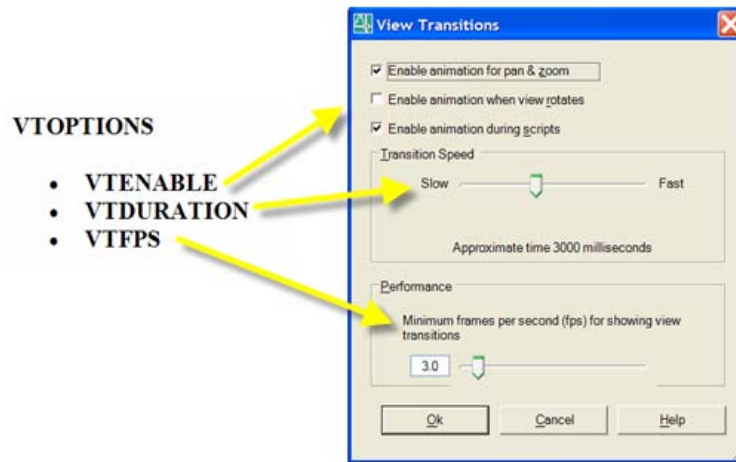 VTOPTIONS
• VTENABLE
• VTDURATION
• VTFPS
View Transitions
Enable animation for pan & zoom
Enable animation when view rotates
Enable animation during scripts
Transition Speed
Slow Fast
Approximate time 3000 milliseconds
Performance
Minimum frames per second (fps) for showing view
transitions
3.0
Ok Cancel Help